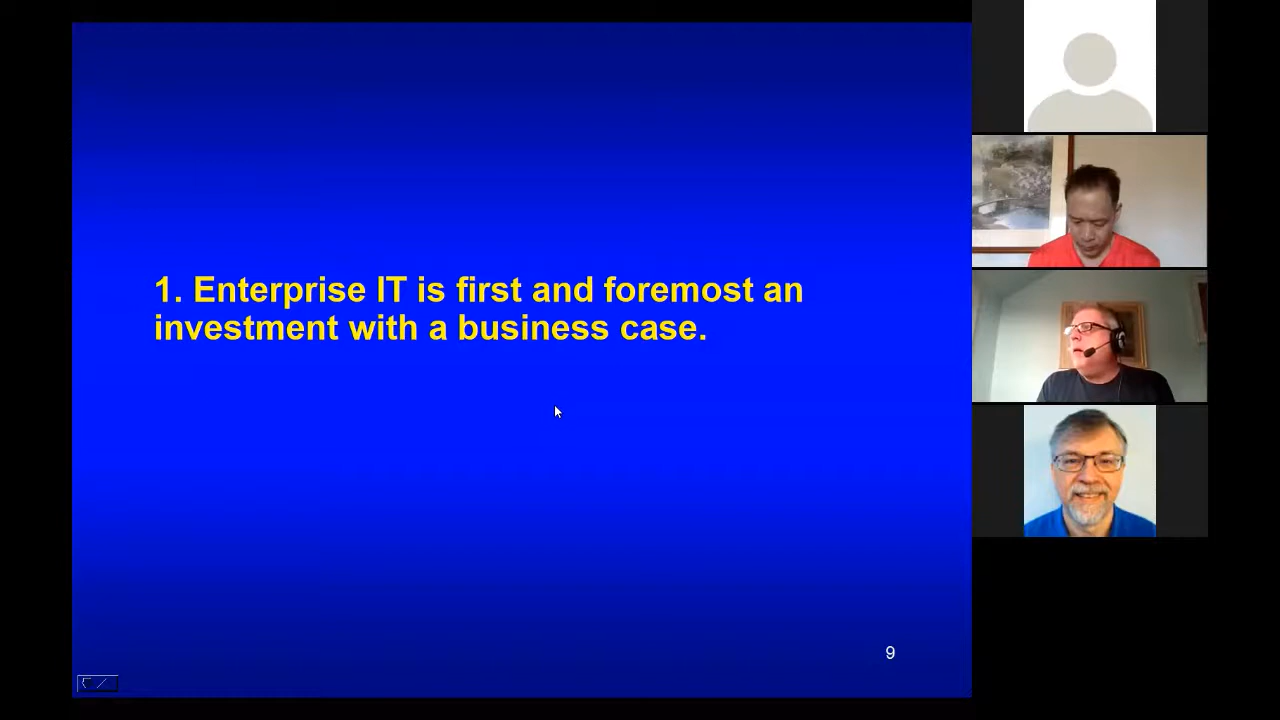 1. Enterprise IT is first and foremost an
investment with a business case.
9